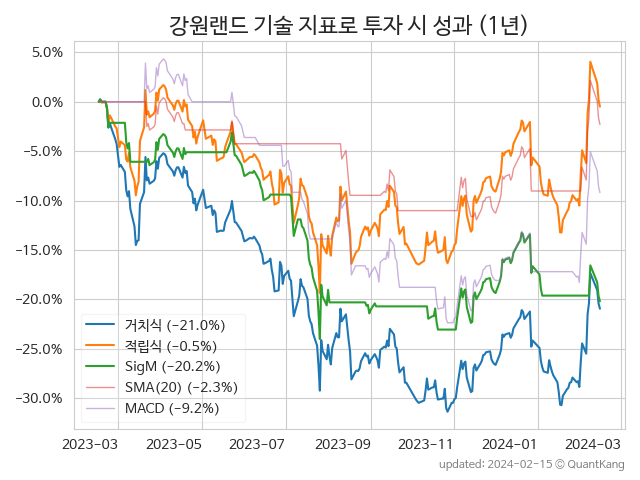 강원랜드 기술 지표로 투자 시 성과 (1년)
5.0%
0.0%
−5.0%
−10.0%
−15.0%
−20.0%
−25.0%
−30.0%
거치식 (−21.0%)
적립식 (−0.5%)
SigM (−20.2%)
SMA(20) (−2.3%)
MACD (−9.2%)
2023−03 2023−05 2023−07 2023−09 2023−11 2024−01 2024−03
updated: 2024-02-15 ⓒ QuantKang